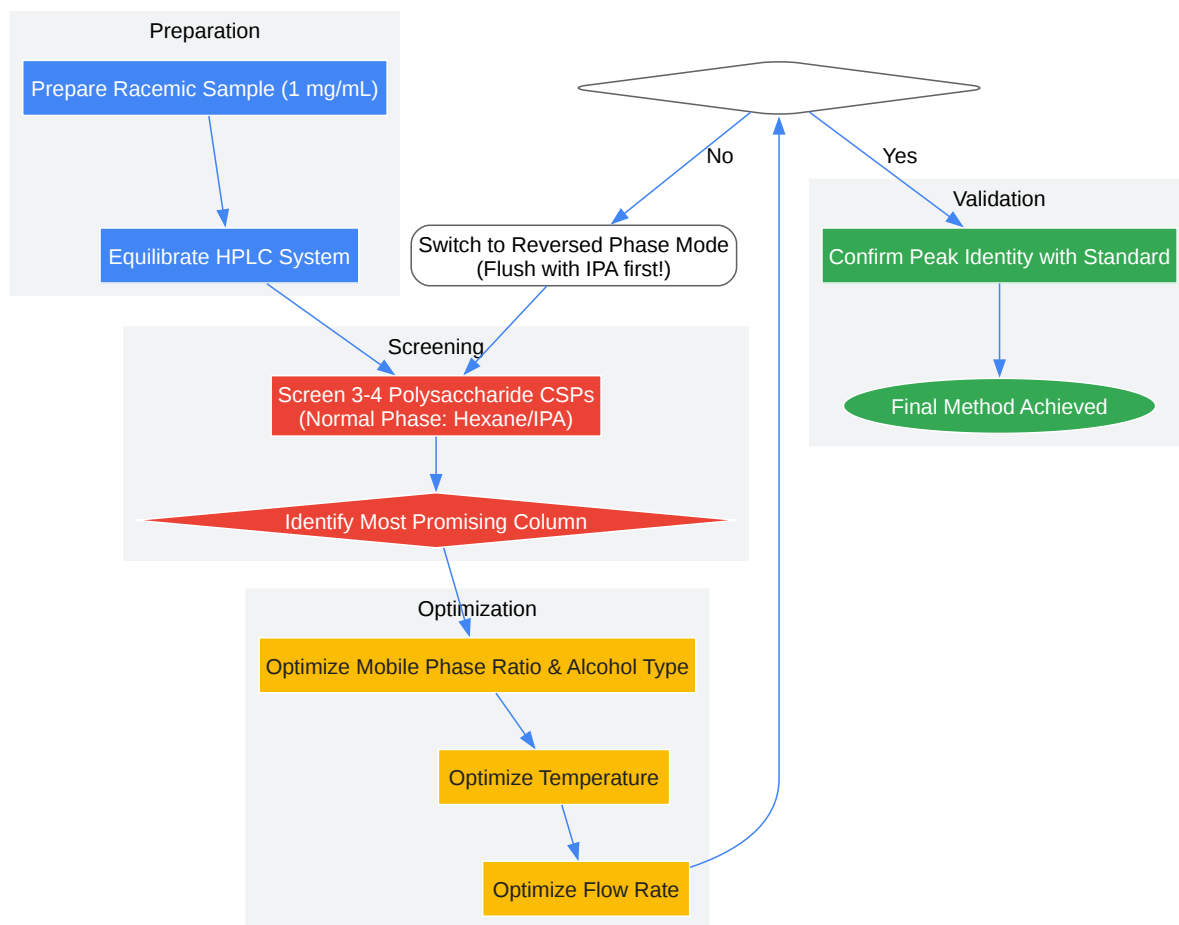 Preparation
Prepare Racemic Sample (1 mg/mL)
Equilibrate HPLC System
No
Yes
Switch to Reversed Phase Mode
(Flush with IPA first!)
Validation
Confirm Peak Identity with Standard
Final Method Achieved
Screening
Screen 3-4 Polysaccharide CSPs
(Normal Phase: Hexane/IPA)
Identify Most Promising Column
Optimization
Optimize Mobile Phase Ratio & Alcohol Type
Optimize Temperature
Optimize Flow Rate